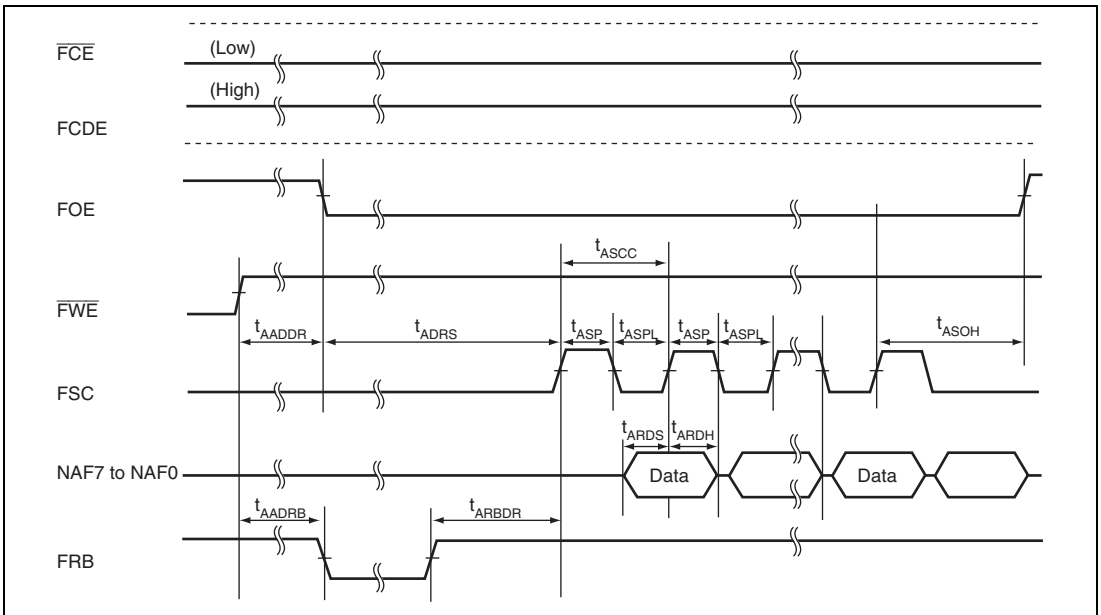 FCE
(Low)
(High)
FCDE
FOE
tASCC
FWE
tAADDR
tADRS
tASP
tASPL
tASP
tASPL
tASOH
FSC
tARDS
tARDH
NAF7 to NAF0
Data
Data
tAADRB
tARBDR
FRB